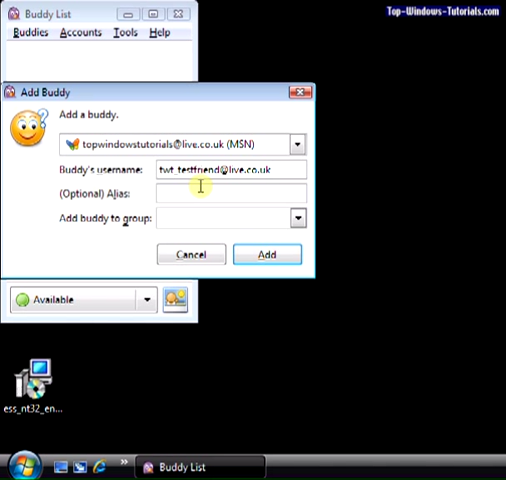 Buddy List
Top-Windows-Tutorials.com
Buddies Accounts Tools Help
Add Buddy
Add a buddy.
topwindowstutorials@live.co.uk (MSN)
Buddy's username: twt_testfriend@live.co.uk
(Optional) Alias:
Add buddy to group:
Cancel Add
Available
ess_nt32_en...
Buddy List